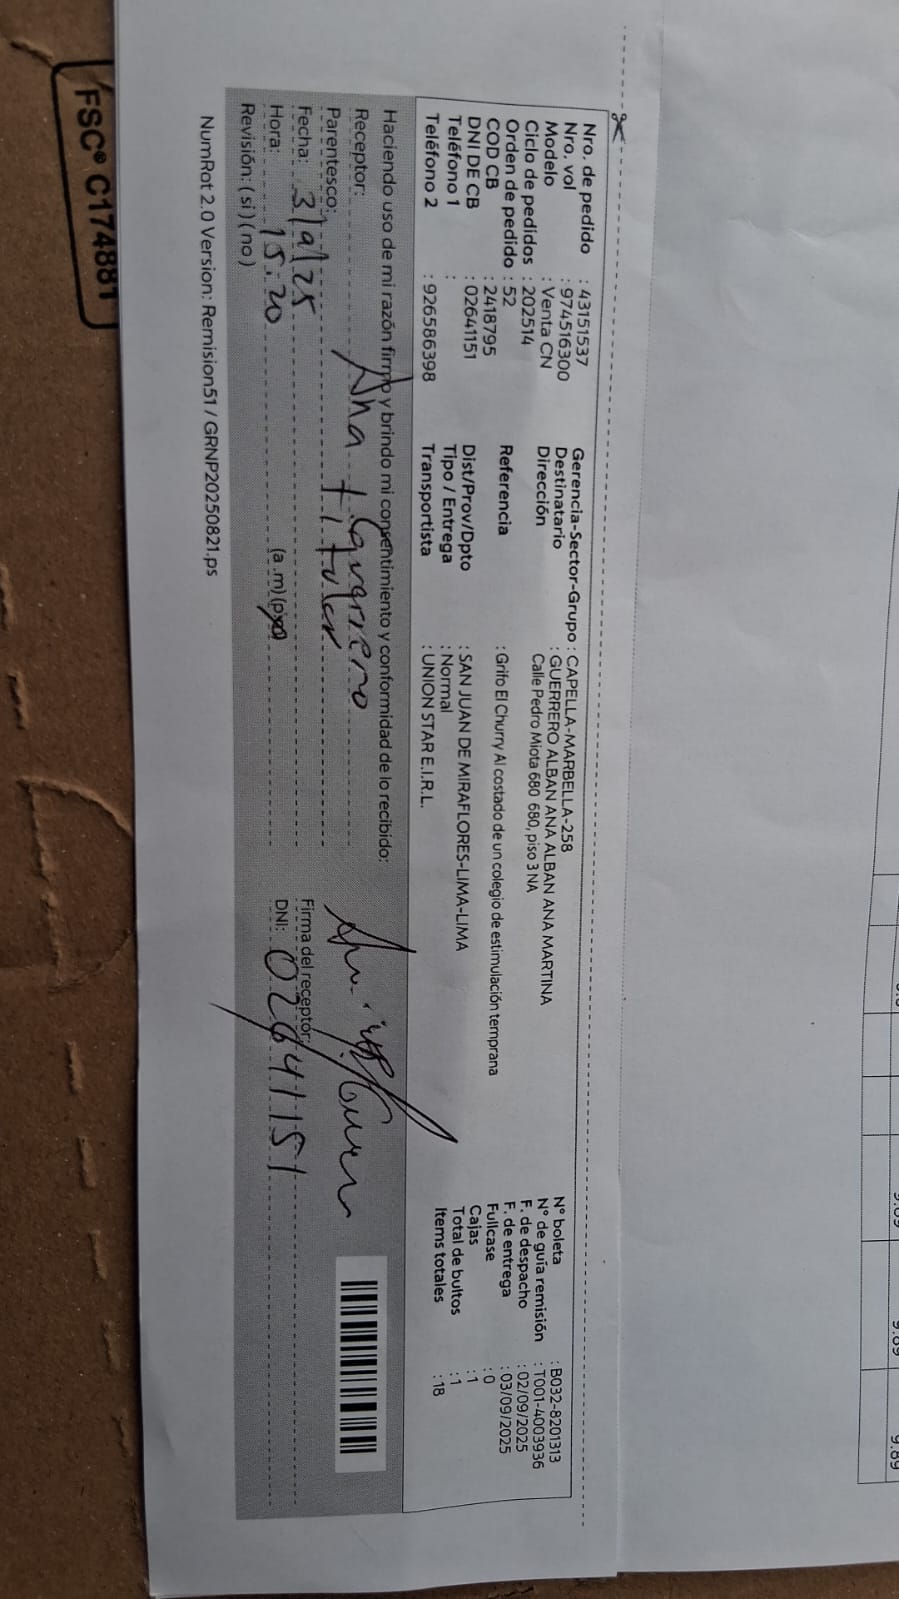 Nro. de pedido : 43151537
Nro. vol : 974516300
Modelo : Venta CN
Ciclo de pedidos : 202514
Orden de pedido : 52
COD CB : 2418795
DNI DE CB : 02641151
Teléfono 1 :
Teléfono 2 : 926586398
Gerencia-Sector-Grupo : CAPELLA-MARBELLA-258
Destinatario : GUERRERO ALBAN ANA ALBAN ANA MARTINA
Dirección Calle Pedro Miota 680 680, piso 3 NA
Referencia : Grifo El Churry Al costado de un colegio de estimulación temprana
Dist/Prov/Dpto : SAN JUAN DE MIRAFLORES-LIMA-LIMA
Tipo / Entrega : Normal
Transportista : UNION STAR E.I.R.L.
N° boleta : B032-8201313
N° de guía remisión : T001-4003936
F. de despacho : 02/09/2025
F. de entrega : 03/09/2025
Fullcase : 0
Cajas : 1
Total de bultos : 1
Items totales : 18
Haciendo uso de mi razón firmo y brindo mi consentimiento y conformidad de lo recibido:
Receptor: Ana Guerrero
Parentesco: titular
Fecha: 3/9/25
Hora: 15:20 (a.m) (p.m)
Revisión: (si) (no)
Firma del receptor:
DNI: 02641151
NumRot 2.0 Version: Remision51 / GRNP20250821.ps
FSC® C174881
9.89